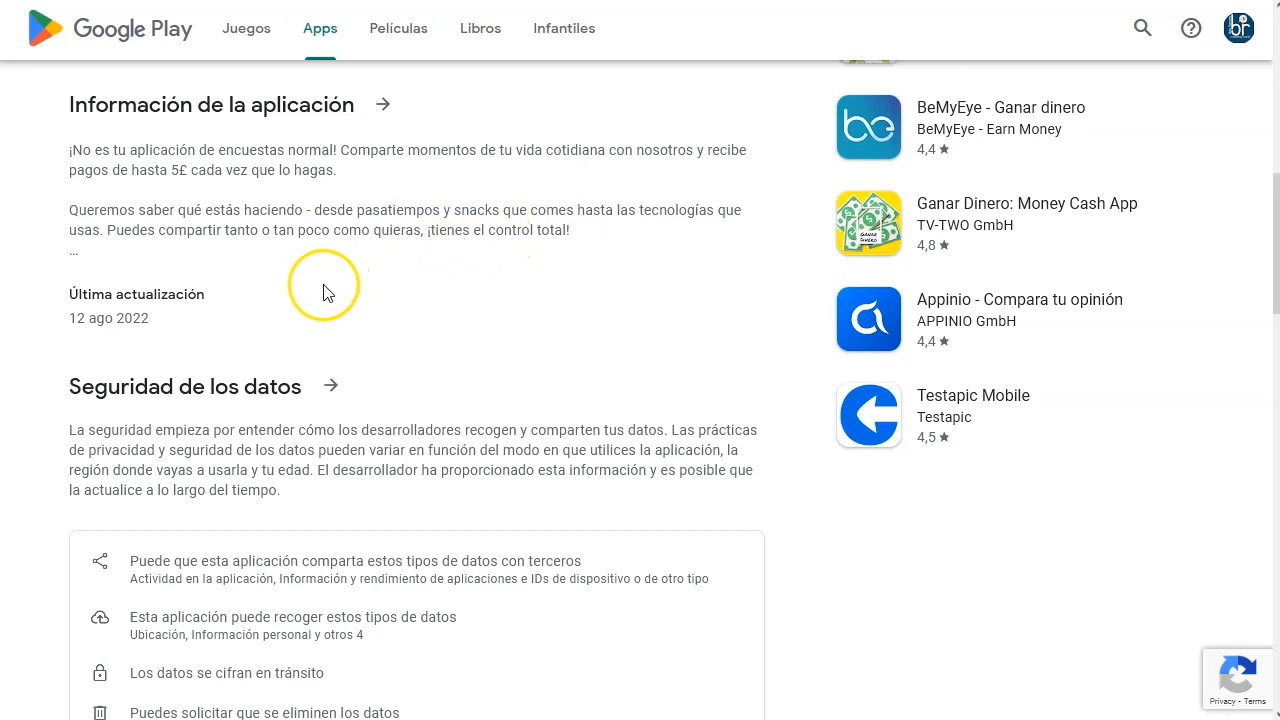 Google Play
Juegos
Apps
Películas
Libros
Infantiles
Información de la aplicación
¡No es tu aplicación de encuestas normal! Comparte momentos de tu vida cotidiana con nosotros y recibe
pagos de hasta 5£ cada vez que lo hagas.
Queremos saber qué estás haciendo - desde pasatiempos y snacks que comes hasta las tecnologías que
usas. Puedes compartir tanto o tan poco como quieras, ¡tienes el control total!
...
Última actualización
12 ago 2022
Seguridad de los datos
La seguridad empieza por entender cómo los desarrolladores recogen y comparten tus datos. Las prácticas
de privacidad y seguridad de los datos pueden variar en función del modo en que utilices la aplicación, la
región donde vayas a usarla y tu edad. El desarrollador ha proporcionado esta información y es posible que
la actualice a lo largo del tiempo.
Puede que esta aplicación comparta estos tipos de datos con terceros
Actividad en la aplicación, Información y rendimiento de aplicaciones e IDs de dispositivo o de otro tipo
Esta aplicación puede recoger estos tipos de datos
Ubicación, Información personal y otros 4
Los datos se cifran en tránsito
Puedes solicitar que se eliminen los datos
BeMyEye - Ganar dinero
BeMyEye - Earn Money
4,4 ★
Ganar Dinero: Money Cash App
TV-TWO GmbH
4,8 ★
GANAR
DINERO
Appinio - Compara tu opinión
APPINIO GmbH
4,4 ★
Testapic Mobile
Testapic
4,5 ★
Privacy - Terms